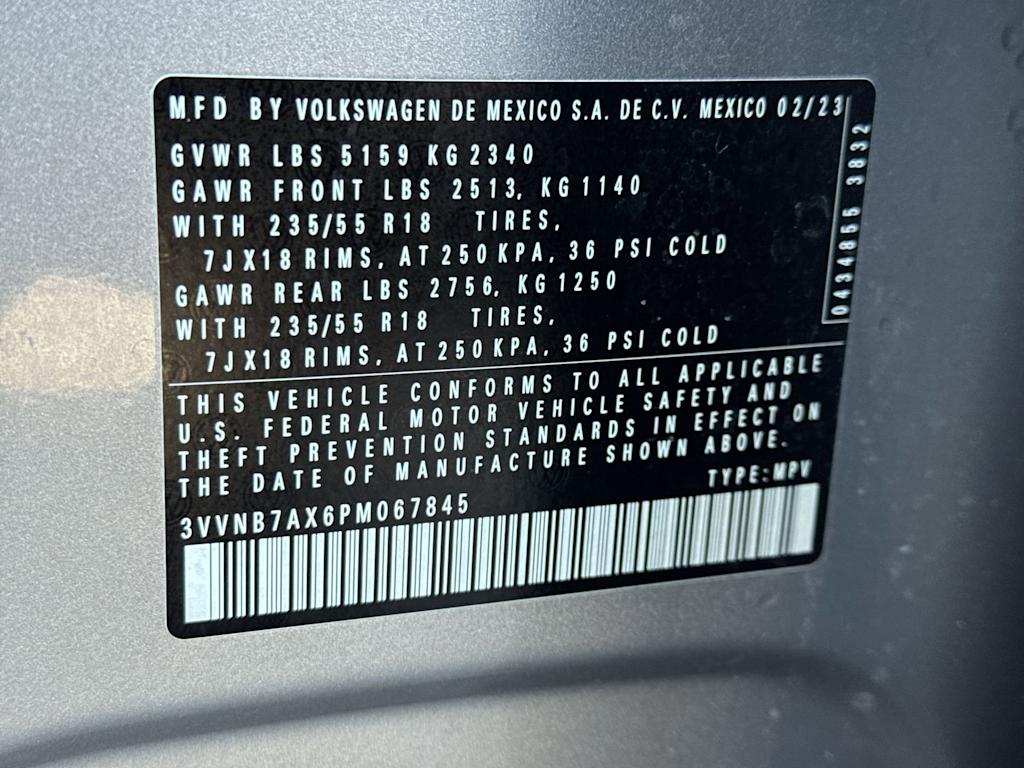 MFD BY VOLKSWAGEN DE MEXICO S.A. DE C.V. MEXICO 02/23
GVWR LBS 5159 KG 2340
GAWR FRONT LBS 2513, KG 1140
WITH 235/55 R18 TIRES,
7JX18 RIMS, AT 250 KPA, 36 PSI COLD
GAWR REAR LBS 2756, KG 1250
WITH 235/55 R18 TIRES,
7JX18 RIMS, AT 250 KPA, 36 PSI COLD
THIS VEHICLE CONFORMS TO ALL APPLICABLE
U.S. FEDERAL MOTOR VEHICLE SAFETY AND
THEFT PREVENTION STANDARDS IN EFFECT ON
THE DATE OF MANUFACTURE SHOWN ABOVE.
TYPE:MPV
3VVNB7AX6PM067845
0434855 3832